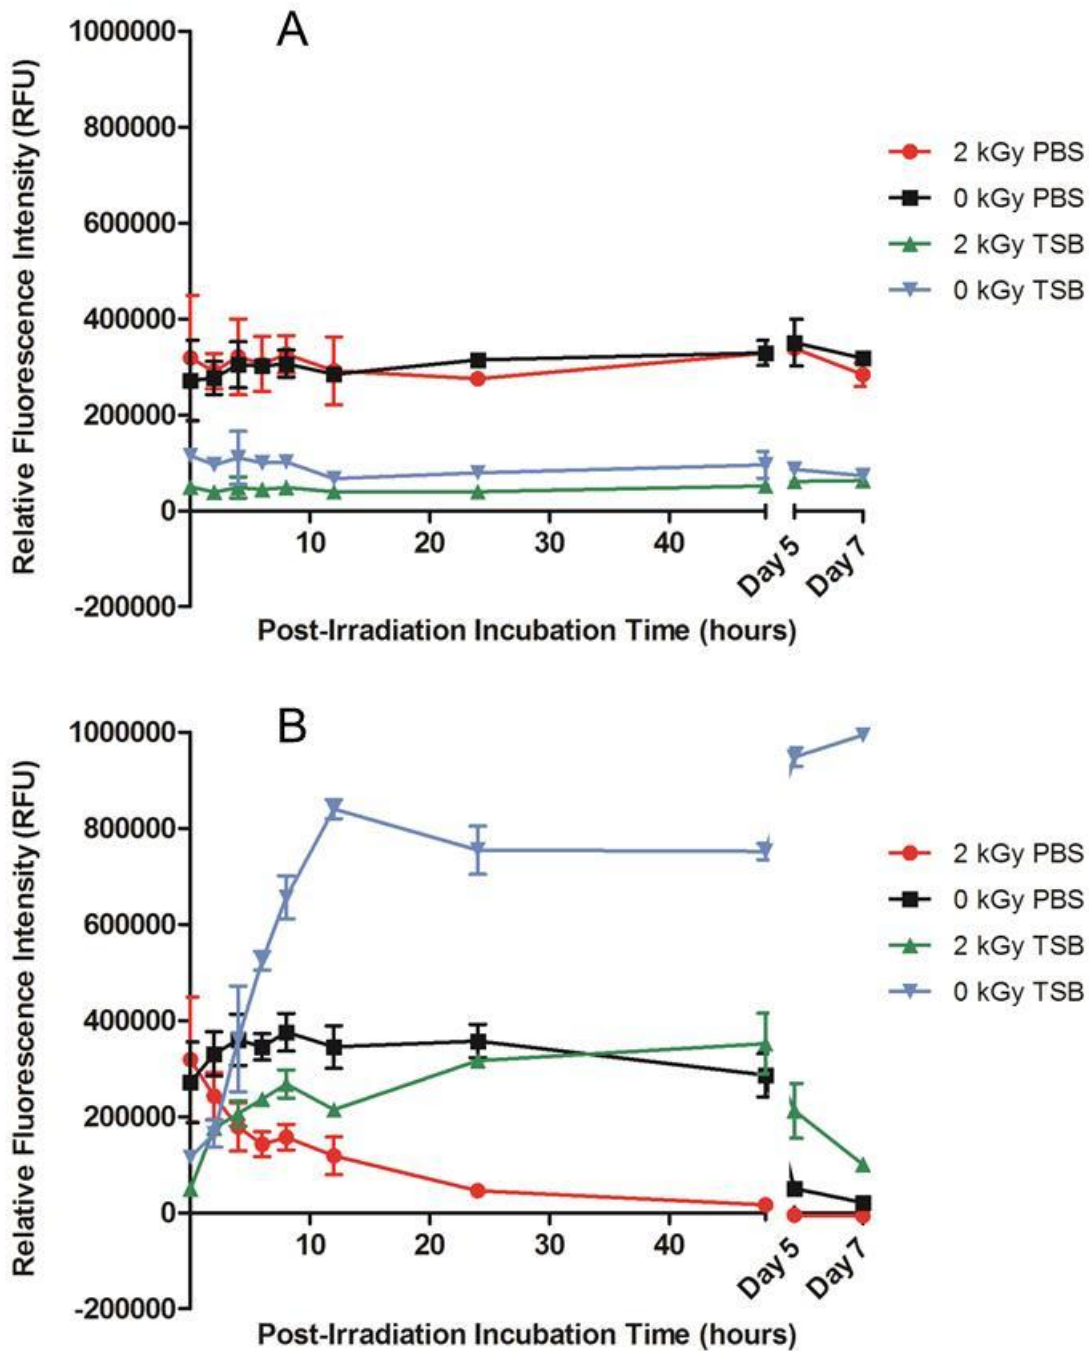 A
Relative Fluorescence Intensity (RFU)
1000000
800000
600000
400000
200000
0
-200000
10 20 30 40 Day 5 Day 7
Post-Irradiation Incubation Time (hours)
2 kGy PBS
0 kGy PBS
2 kGy TSB
0 kGy TSB
B
Relative Fluorescence Intensity (RFU)
1000000
800000
600000
400000
200000
0
-200000
10 20 30 40 Day 5 Day 7
Post-Irradiation Incubation Time (hours)
2 kGy PBS
0 kGy PBS
2 kGy TSB
0 kGy TSB